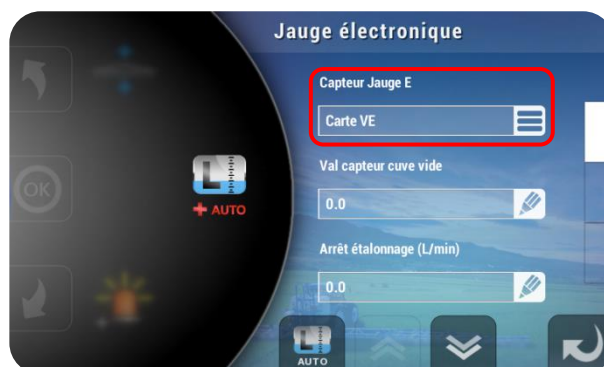 Jauge électronique
Capteur Jauge E
Carte VE
Val capteur cuve vide
0.0
Arrêt étalonnage (L/min)
0.0
OK
L
+ AUTO
L
AUTO